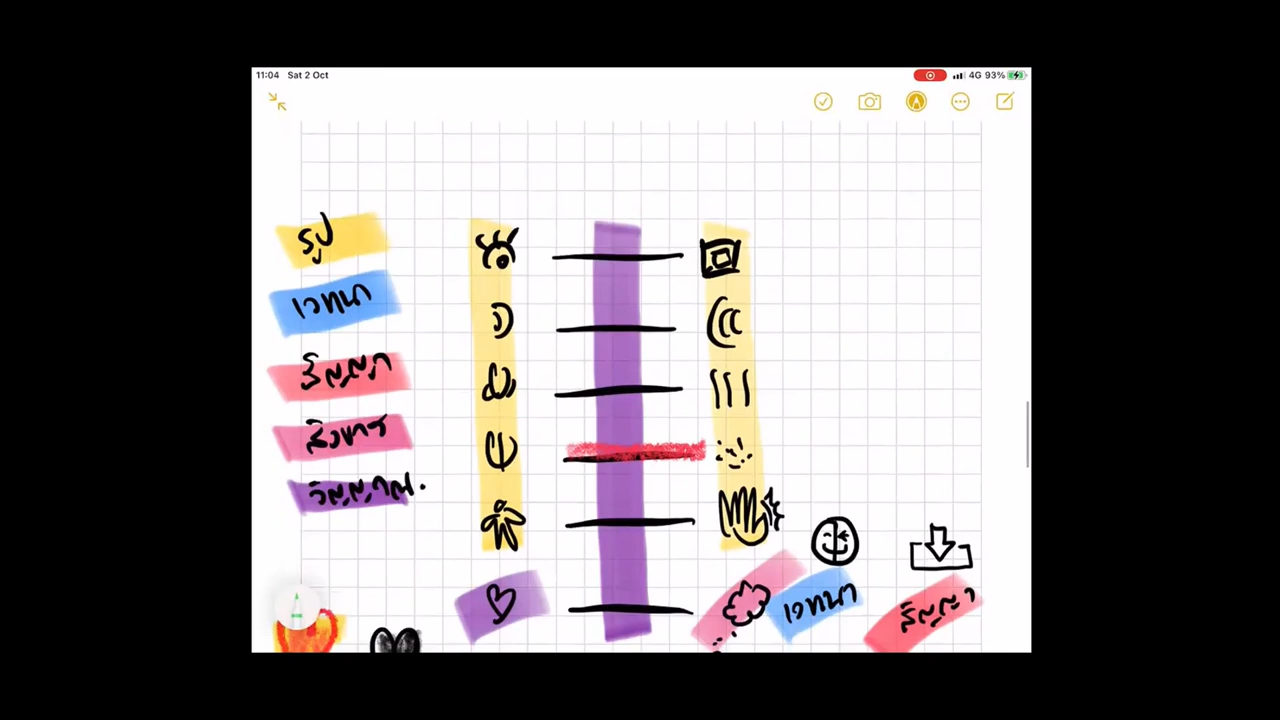 11:04 Sat 2 Oct
4G 93%
รูป
เวทนา
สัญญา
สังขาร
วิญญาณ.
เวทนา
สัญญา